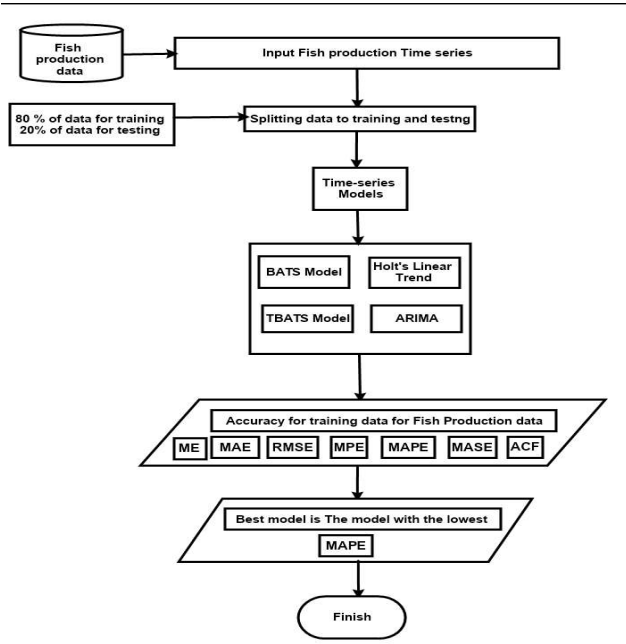 Fish
production
data
Input Fish production Time series
80 % of data for training
20% of data for testing
Splitting data to training and testng
Time-series
Models
BATS Model
Holt's Linear
Trend
TBATS Model
ARIMA
Accuracy for training data for Fish Production data
ME MAE RMSE MPE MAPE MASE ACF
Best model is The model with the lowest
MAPE
Finish